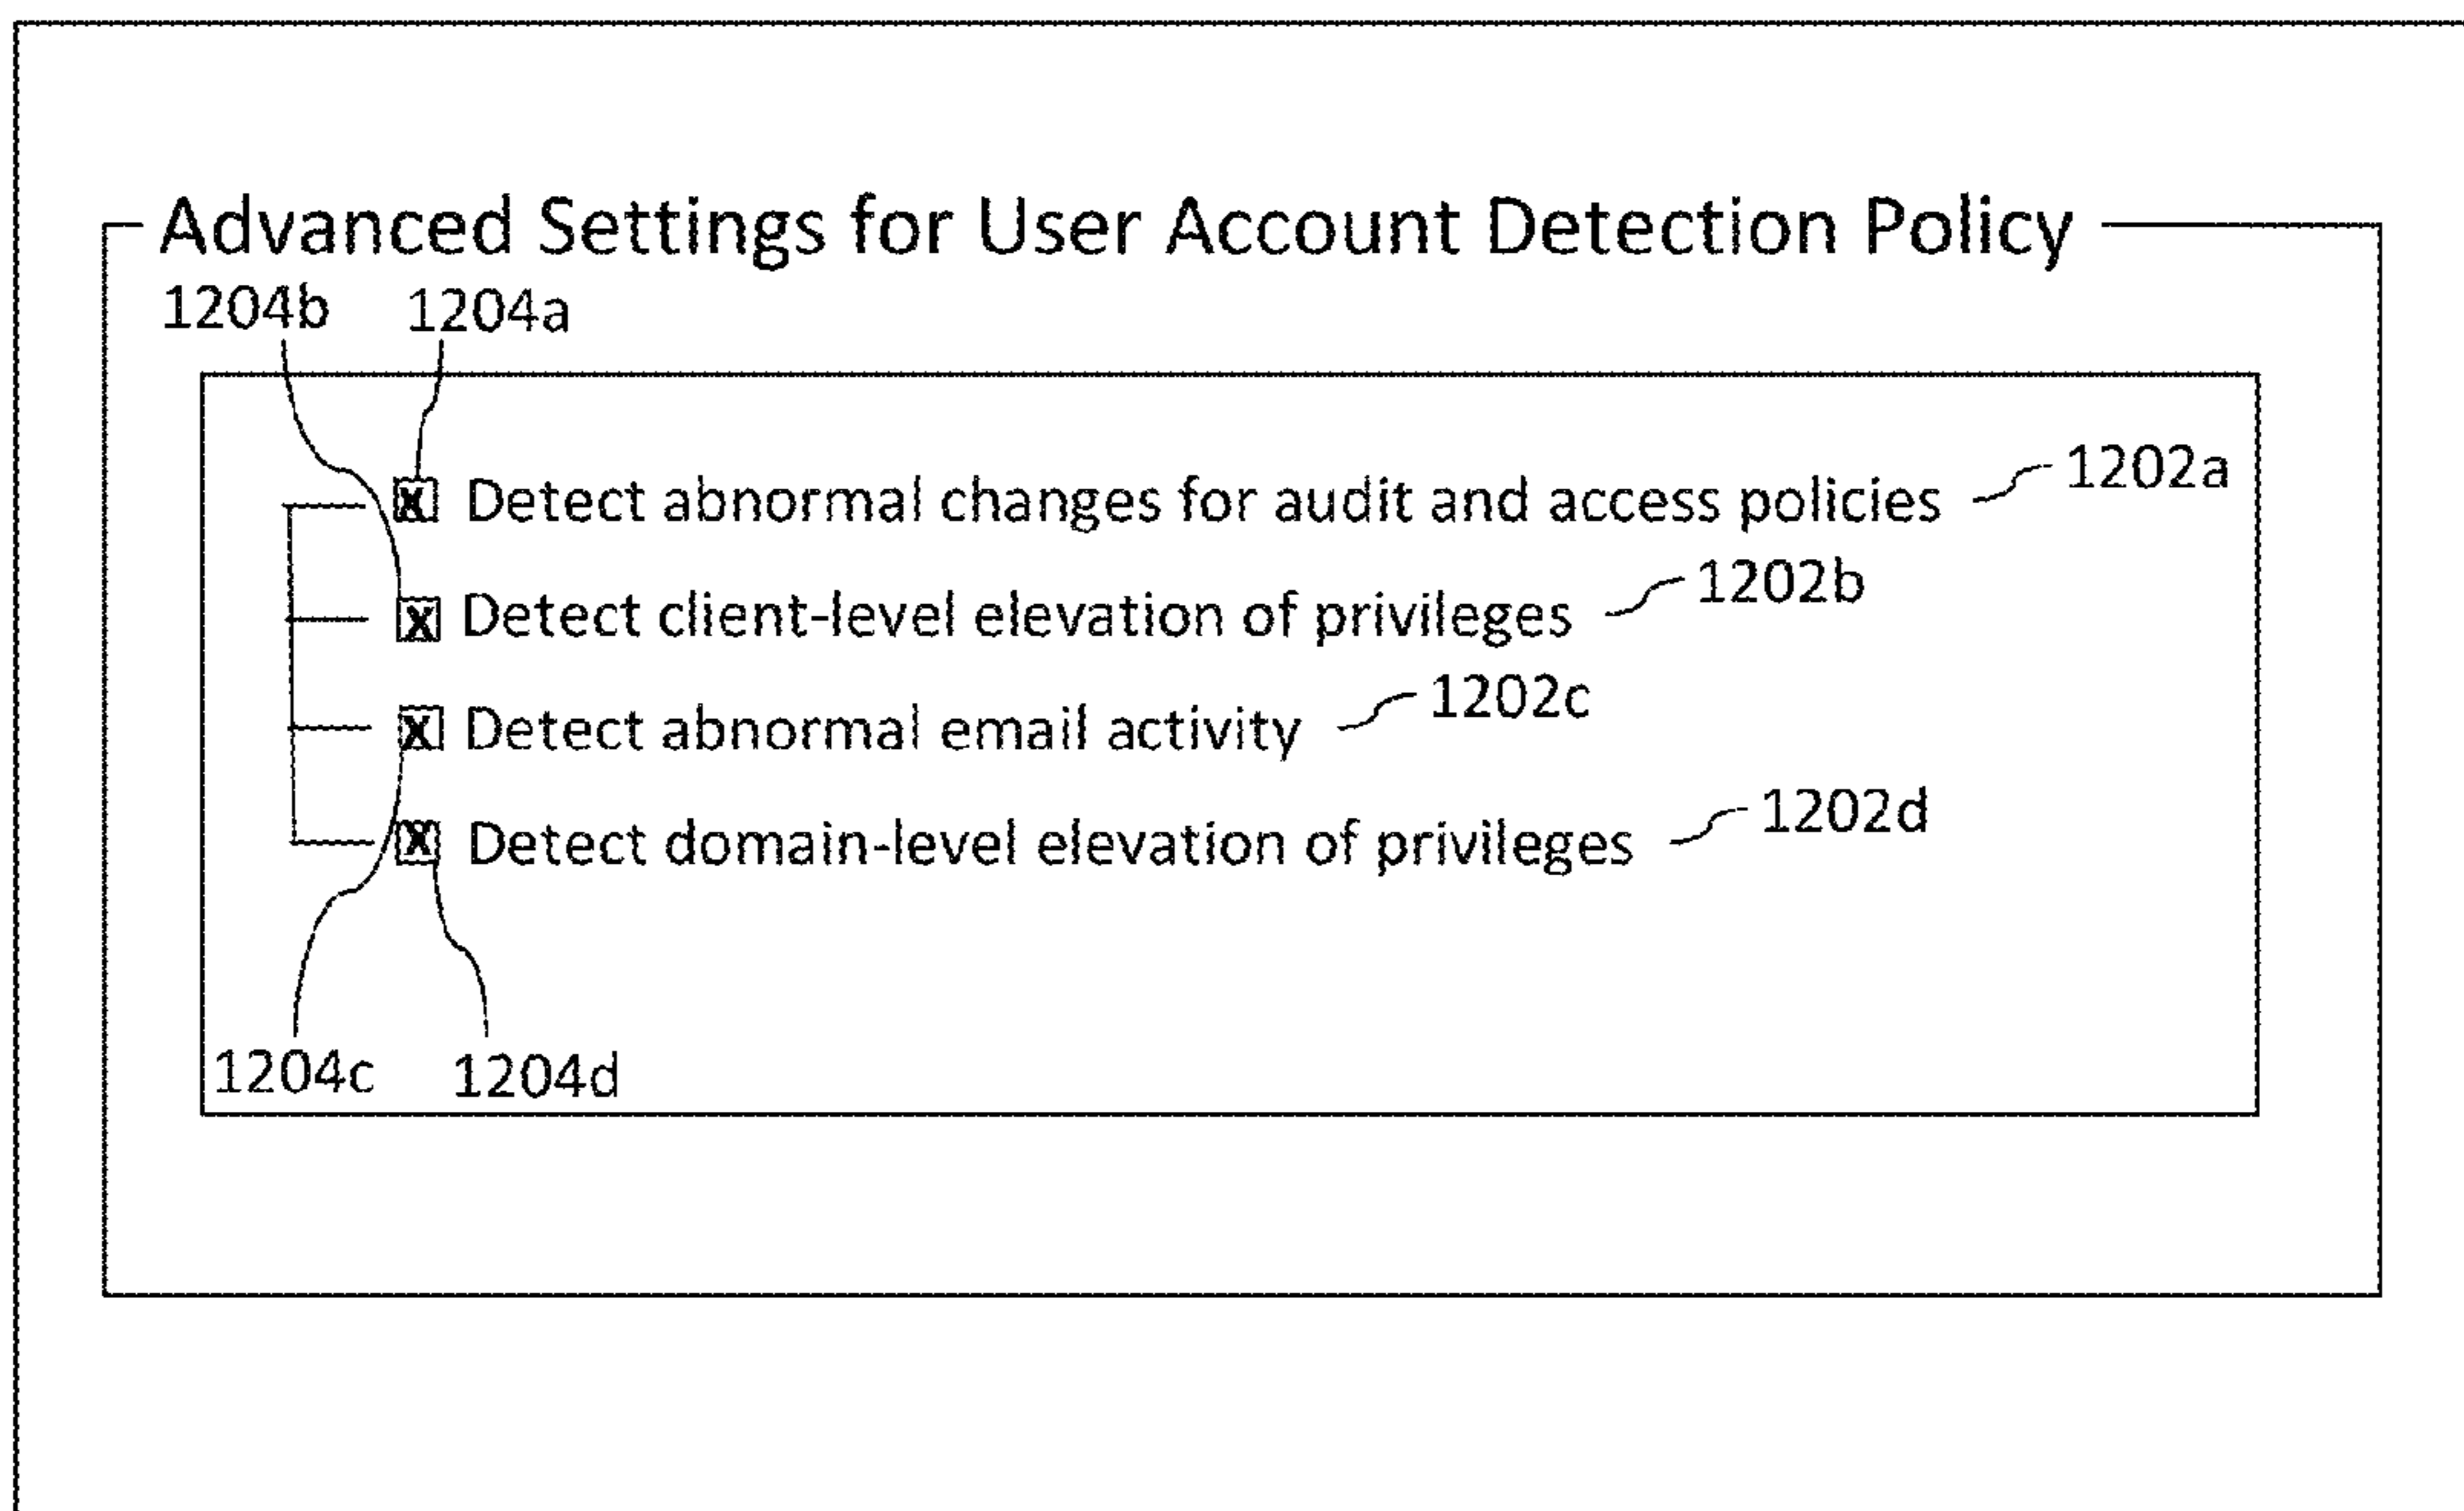 Advanced Settings for User Account Detection Policy
1204b 1204a
X Detect abnormal changes for audit and access policies 1202a
X Detect client-level elevation of privileges 1202b
X Detect abnormal email activity 1202c
X Detect domain-level elevation of privileges 1202d
1204c 1204d